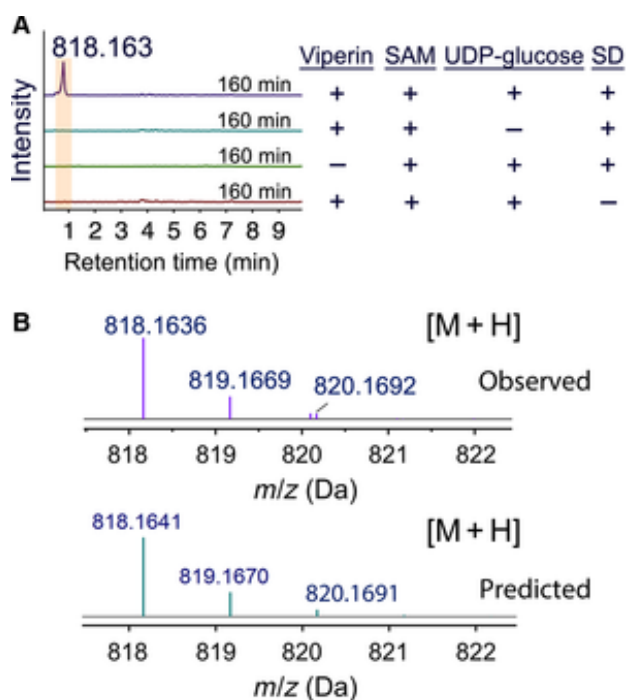 A
818.163
Viperin SAM UDP-glucose SD
160 min + + + +
160 min + + – +
160 min – + + +
160 min + + + –
Intensity
1 2 3 4 5 6 7 8 9
Retention time (min)
B
818.1636
[M + H]
819.1669
820.1692
Observed
818 819 820 821 822
m/z (Da)
818.1641
[M + H]
819.1670
820.1691
Predicted
818 819 820 821 822
m/z (Da)